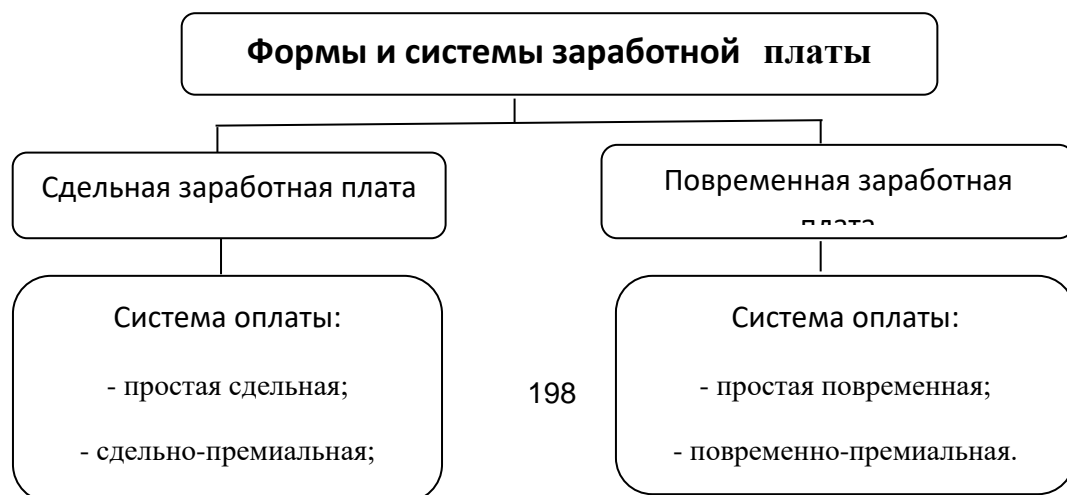 Формы и системы заработной платы
Сдельная заработная плата
Повременная заработная
плата
Система оплаты:
- простая сдельная;
- сдельно-премиальная;
198
Система оплаты:
- простая повременная;
- повременно-премиальная.